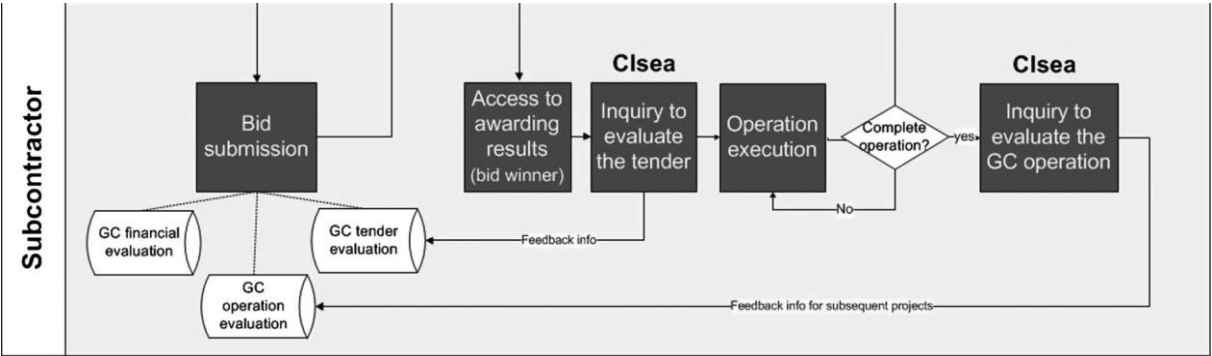 Subcontractor
Bid
submission
GC financial
evaluation
GC
operation
evaluation
GC tender
evaluation
Access to
awarding
results
(bid winner)
CIsea
Inquiry to
evaluate
the tender
Feedback info
Operation
execution
Complete
operation?
yes
No
CIsea
Inquiry to
evaluate the
GC operation
Feedback info for subsequent projects